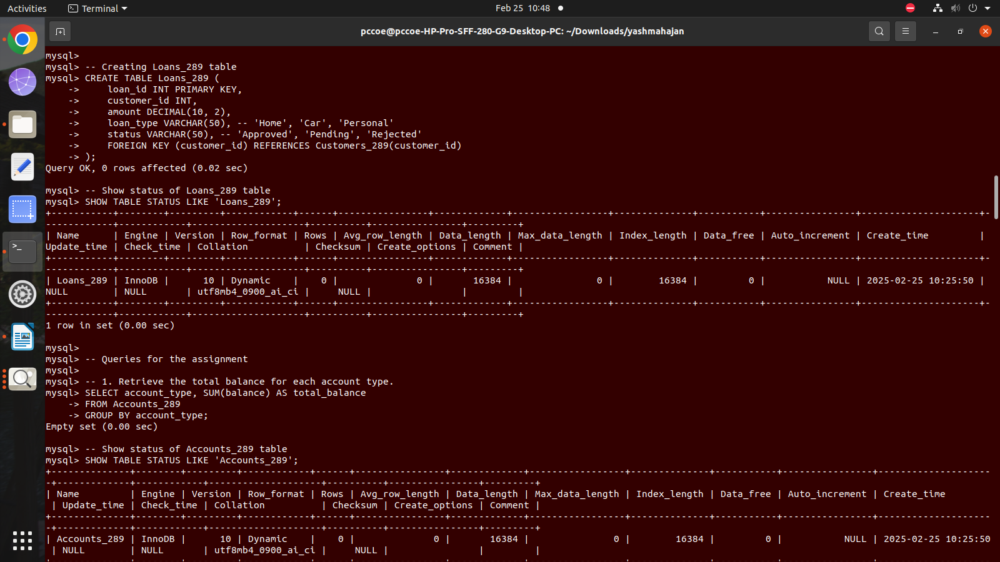 Activities
Terminal
Feb 25 10:48
pccoe@pccoe-HP-Pro-SFF-280-G9-Desktop-PC: ~/Downloads/yashmahajan
mysql>
mysql> -- Creating Loans_289 table
mysql> CREATE TABLE Loans_289 (
    ->     loan_id INT PRIMARY KEY,
    ->     customer_id INT,
    ->     amount DECIMAL(10, 2),
    ->     loan_type VARCHAR(50), -- 'Home', 'Car', 'Personal'
    ->     status VARCHAR(50), -- 'Approved', 'Pending', 'Rejected'
    ->     FOREIGN KEY (customer_id) REFERENCES Customers_289(customer_id)
    -> );
Query OK, 0 rows affected (0.02 sec)
mysql> -- Show status of Loans_289 table
mysql> SHOW TABLE STATUS LIKE 'Loans_289';
+-----------+--------+---------+------------+------+----------------+-------------+-----------------+--------------+-----------+----------------+---------------------+-
------------+------------+--------------------+----------+----------------+---------+
| Name      | Engine | Version | Row_format | Rows | Avg_row_length | Data_length | Max_data_length | Index_length | Data_free | Auto_increment | Create_time         |
Update_time | Check_time | Collation          | Checksum | Create_options | Comment |
+-----------+--------+---------+------------+------+----------------+-------------+-----------------+--------------+-----------+----------------+---------------------+-
------------+------------+--------------------+----------+----------------+---------+
| Loans_289 | InnoDB |      10 | Dynamic    |    0 |              0 |       16384 |               0 |        16384 |         0 |           NULL | 2025-02-25 10:25:50 |
NULL        | NULL       | utf8mb4_0900_ai_ci |     NULL |                |         |
+-----------+--------+---------+------------+------+----------------+-------------+-----------------+--------------+-----------+----------------+---------------------+-
------------+------------+--------------------+----------+----------------+---------+
1 row in set (0.00 sec)
mysql>
mysql> -- Queries for the assignment
mysql>
mysql> -- 1. Retrieve the total balance for each account type.
mysql> SELECT account_type, SUM(balance) AS total_balance
    -> FROM Accounts_289
    -> GROUP BY account_type;
Empty set (0.00 sec)
mysql> -- Show status of Accounts_289 table
mysql> SHOW TABLE STATUS LIKE 'Accounts_289';
+--------------+--------+---------+------------+------+----------------+-------------+-----------------+--------------+-----------+----------------+--------------------
-+-------------+------------+--------------------+----------+----------------+---------+
| Name         | Engine | Version | Row_format | Rows | Avg_row_length | Data_length | Max_data_length | Index_length | Data_free | Auto_increment | Create_time
 | Update_time | Check_time | Collation          | Checksum | Create_options | Comment |
+--------------+--------+---------+------------+------+----------------+-------------+-----------------+--------------+-----------+----------------+--------------------
-+-------------+------------+--------------------+----------+----------------+---------+
| Accounts_289 | InnoDB |      10 | Dynamic    |    0 |              0 |       16384 |               0 |        16384 |         0 |           NULL | 2025-02-25 10:25:50
 | NULL        | NULL       | utf8mb4_0900_ai_ci |     NULL |                |         |